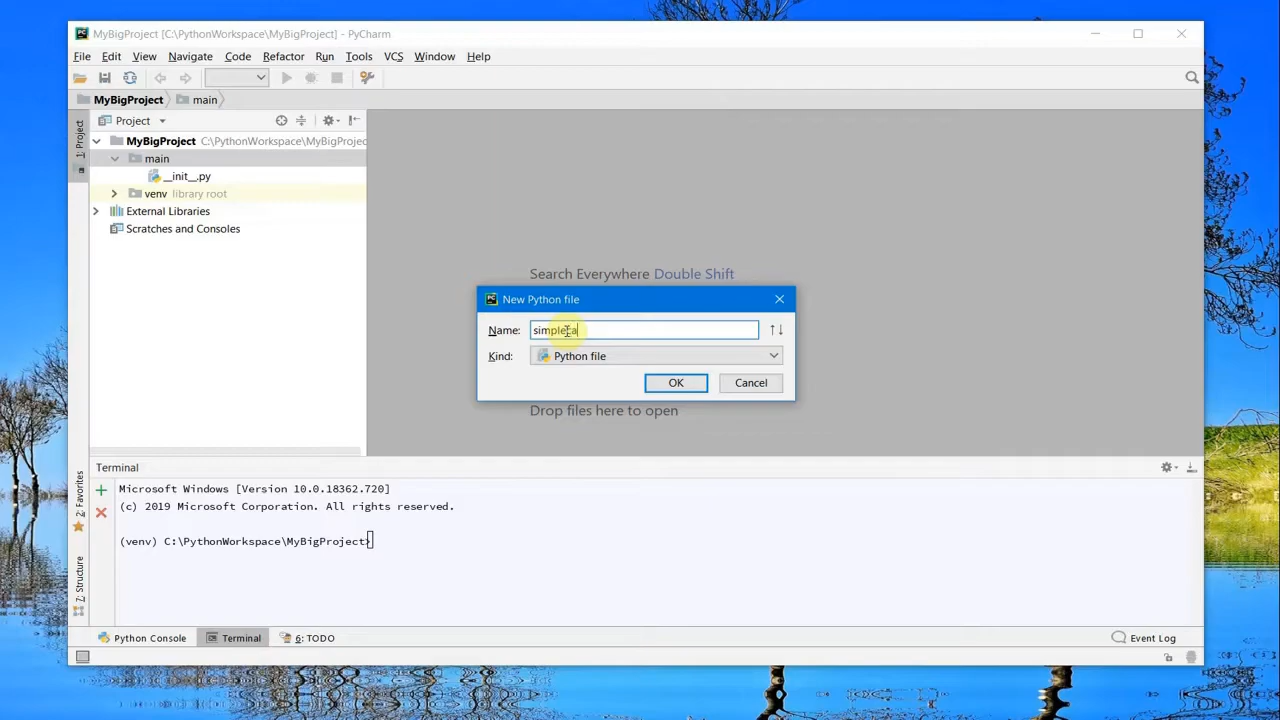 MyBigProject [C:\PythonWorkspace\MyBigProject] - PyCharm
File Edit View Navigate Code Refactor Run Tools VCS Window Help
MyBigProject main
1: Project
Project
MyBigProject C:\PythonWorkspace\MyBigProjec
main
__init__.py
venv library root
External Libraries
Scratches and Consoles
Search Everywhere Double Shift
New Python file
Name:
Kind: Python file
OK Cancel
Drop files here to open
Terminal
Microsoft Windows [Version 10.0.18362.720]
(c) 2019 Microsoft Corporation. All rights reserved.
(venv) C:\PythonWorkspace\MyBigProject>
2: Favorites
7: Structure
Python Console Terminal 6: TODO Event Log